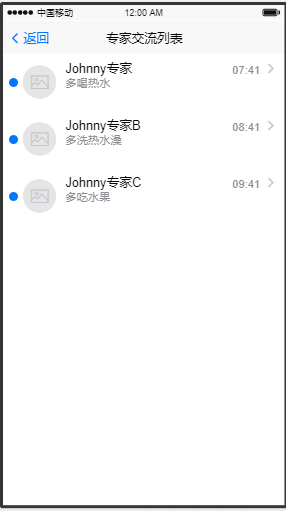 中国移动 12:00 AM
返回 专家交流列表
Johnny专家 07:41
多喝热水
Johnny专家B 08:41
多洗热水澡
Johnny专家C 09:41
多吃水果